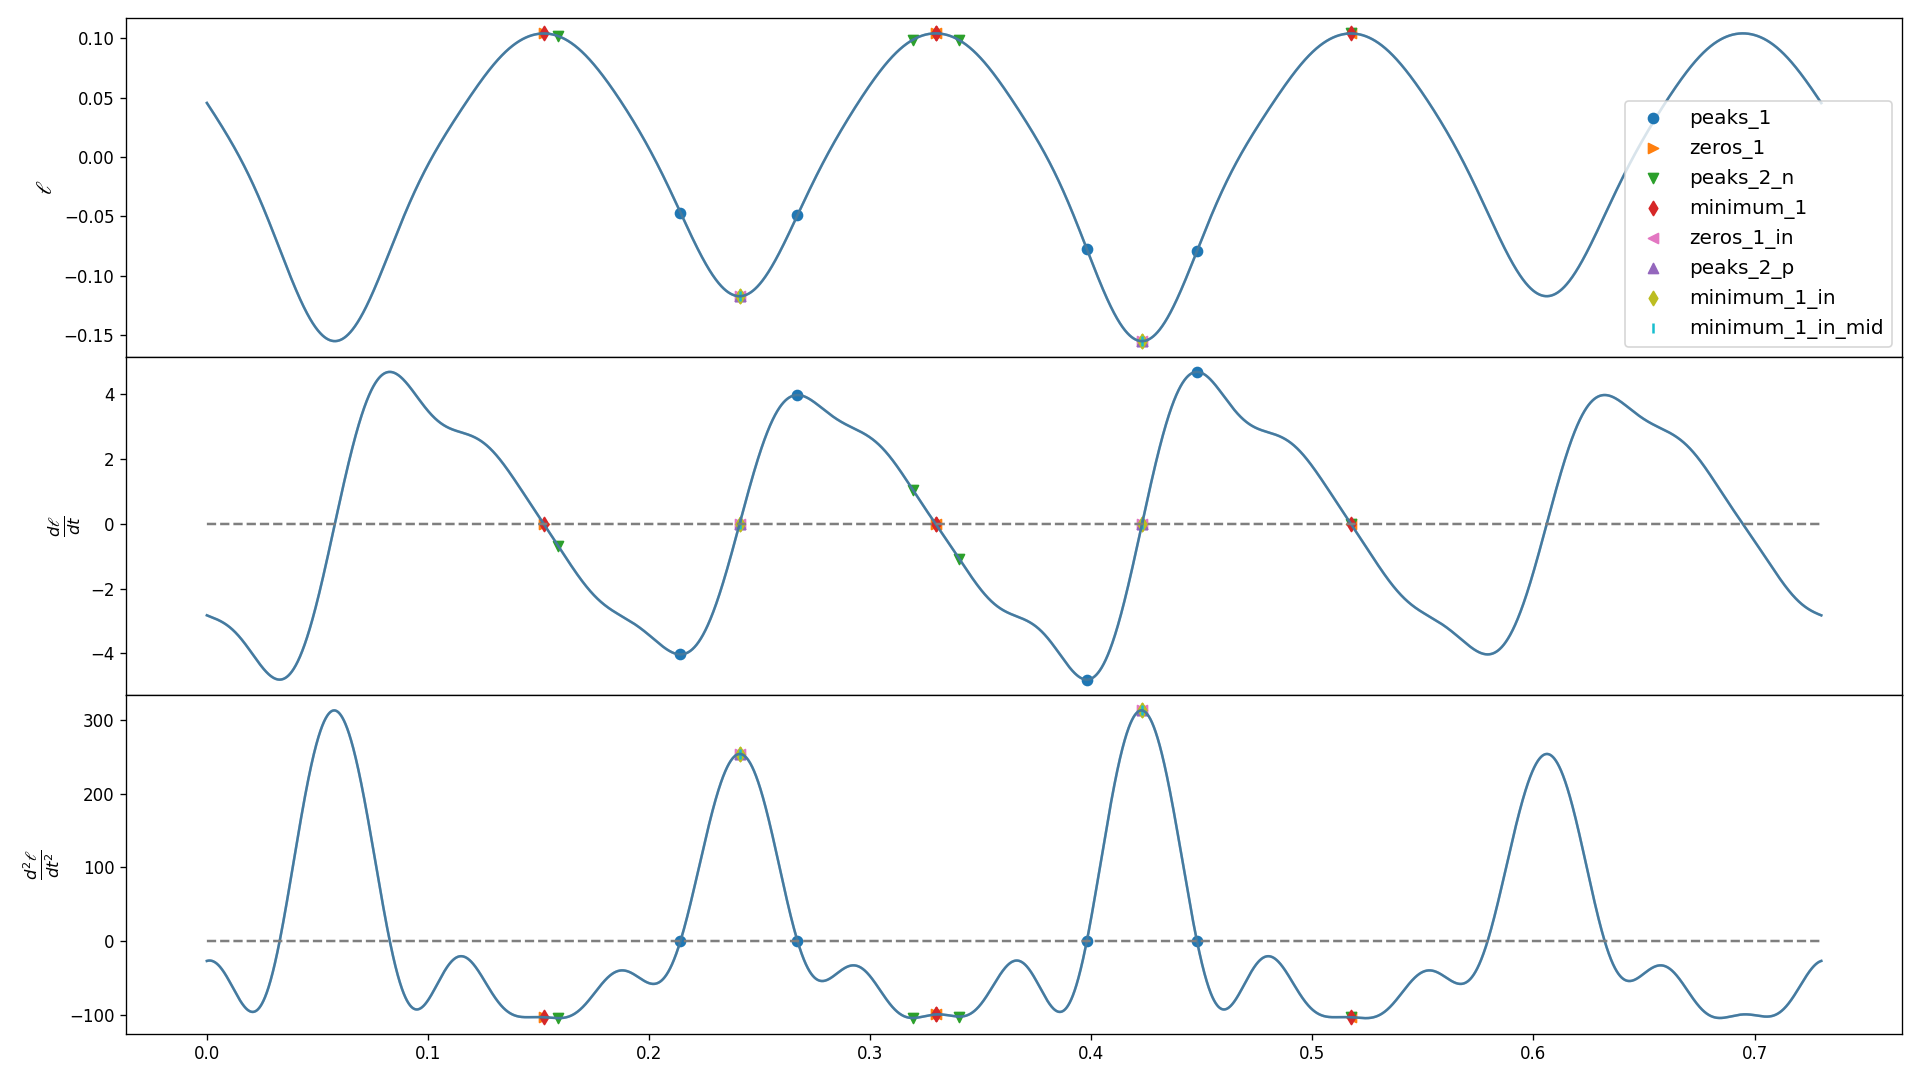 0.10
0.05
0.00
−0.05
−0.10
−0.15
ℓ
peaks_1
zeros_1
peaks_2_n
minimum_1
zeros_1_in
peaks_2_p
minimum_1_in
minimum_1_in_mid
4
2
0
−2
−4
dℓ
dt
300
200
100
0
−100
d²ℓ
dt²
0.0 0.1 0.2 0.3 0.4 0.5 0.6 0.7